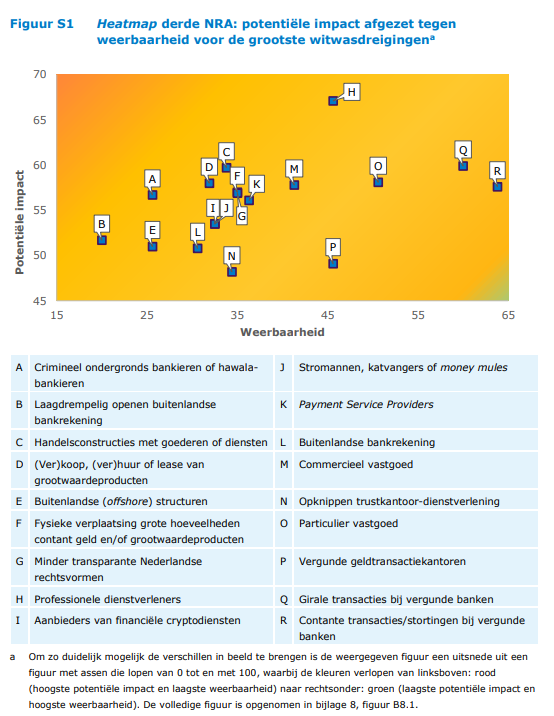 Figuur S1 Heatmap derde NRA: potentiële impact afgezet tegen
weerbaarheid voor de grootste witwasdreigingenᵃ
70
65
60
55
50
45
Potentiële impact
H
C
D
F
K
A
M
O
Q
R
I
J
G
B
E
L
N
P
15
25
35
45
55
65
Weerbaarheid
A Crimineel ondergronds bankieren of hawala-
bankieren
J Stromannen, katvangers of money mules
B Laagdrempelig openen buitenlandse
bankrekening
K Payment Service Providers
C Handelsconstructies met goederen of diensten
L Buitenlandse bankrekening
D (Ver)koop, (ver)huur of lease van
grootwaardeproducten
M Commercieel vastgoed
E Buitenlandse (offshore) structuren
N Opknippen trustkantoor-dienstverlening
F Fysieke verplaatsing grote hoeveelheden
contant geld en/of grootwaardeproducten
O Particulier vastgoed
G Minder transparante Nederlandse
rechtsvormen
P Vergunde geldtransactiekantoren
H Professionele dienstverleners
Q Girale transacties bij vergunde banken
I Aanbieders van financiële cryptodiensten
R Contante transacties/stortingen bij vergunde
banken
a Om zo duidelijk mogelijk de verschillen in beeld te brengen is de weergegeven figuur een uitsnede uit een
figuur met assen die lopen van 0 tot en met 100, waarbij de kleuren verlopen van linksboven: rood
(hoogste potentiële impact en laagste weerbaarheid) naar rechtsonder: groen (laagste potentiële impact en
hoogste weerbaarheid). De volledige figuur is opgenomen in bijlage 8, figuur B8.1.